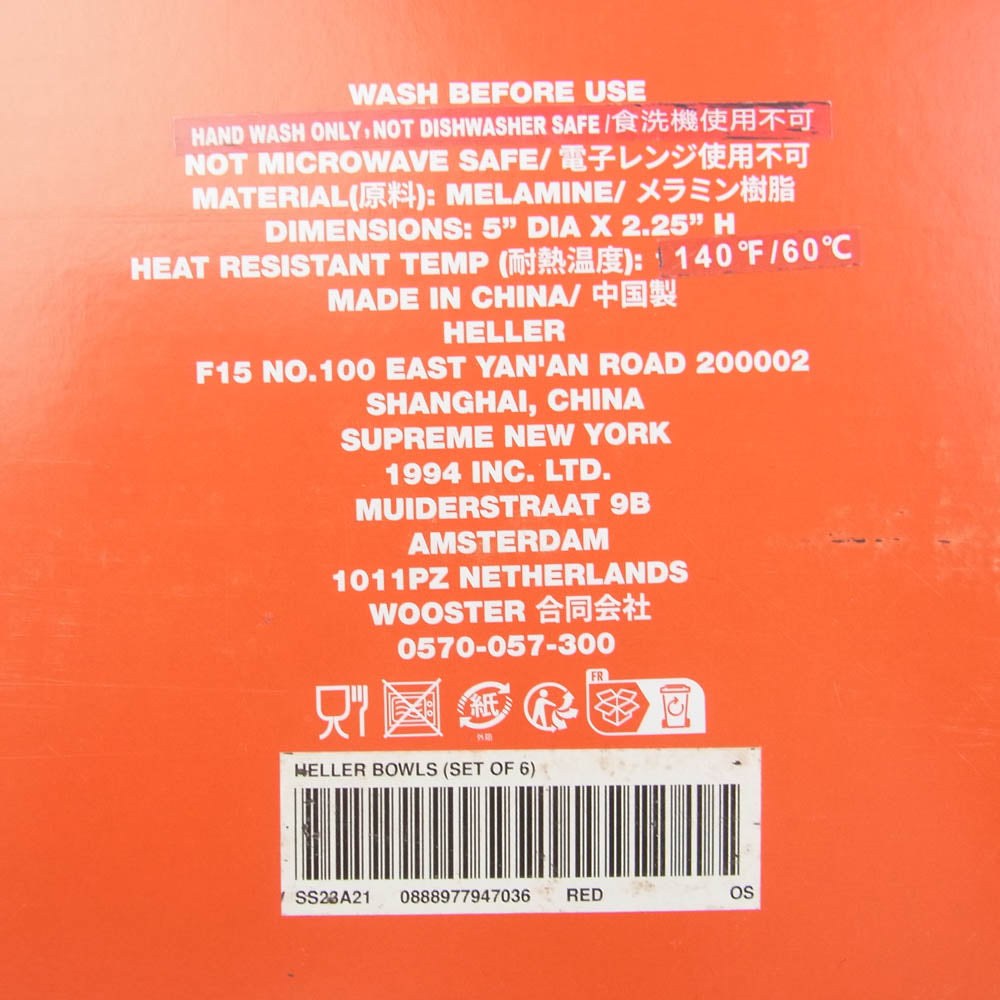 WASH BEFORE USE
HAND WASH ONLY, NOT DISHWASHER SAFE/食洗機使用不可
NOT MICROWAVE SAFE/ 電子レンジ使用不可
MATERIAL(原料): MELAMINE/ メラミン樹脂
DIMENSIONS: 5” DIA X 2.25” H
HEAT RESISTANT TEMP (耐熱温度): 140℉/60℃
MADE IN CHINA/ 中国製
HELLER
F15 NO.100 EAST YAN'AN ROAD 200002
SHANGHAI, CHINA
SUPREME NEW YORK
1994 INC. LTD.
MUIDERSTRAAT 9B
AMSTERDAM
1011PZ NETHERLANDS
WOOSTER 合同会社
0570-057-300
FR
紙
外箱
HELLER BOWLS (SET OF 6)
SS23A21 0888977947036 RED OS